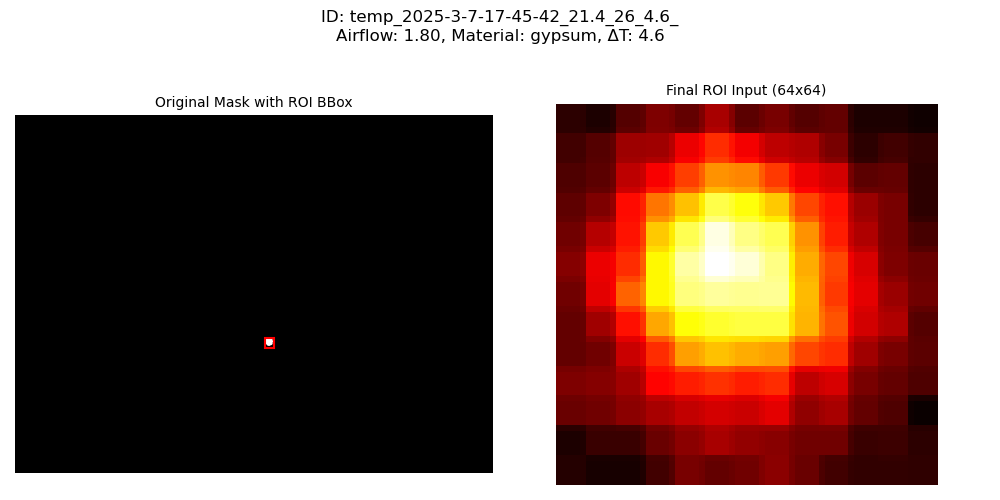 ID: temp_2025-3-7-17-45-42_21.4_26_4.6_
Airflow: 1.80, Material: gypsum, ΔT: 4.6
Original Mask with ROI BBox
Final ROI Input (64x64)